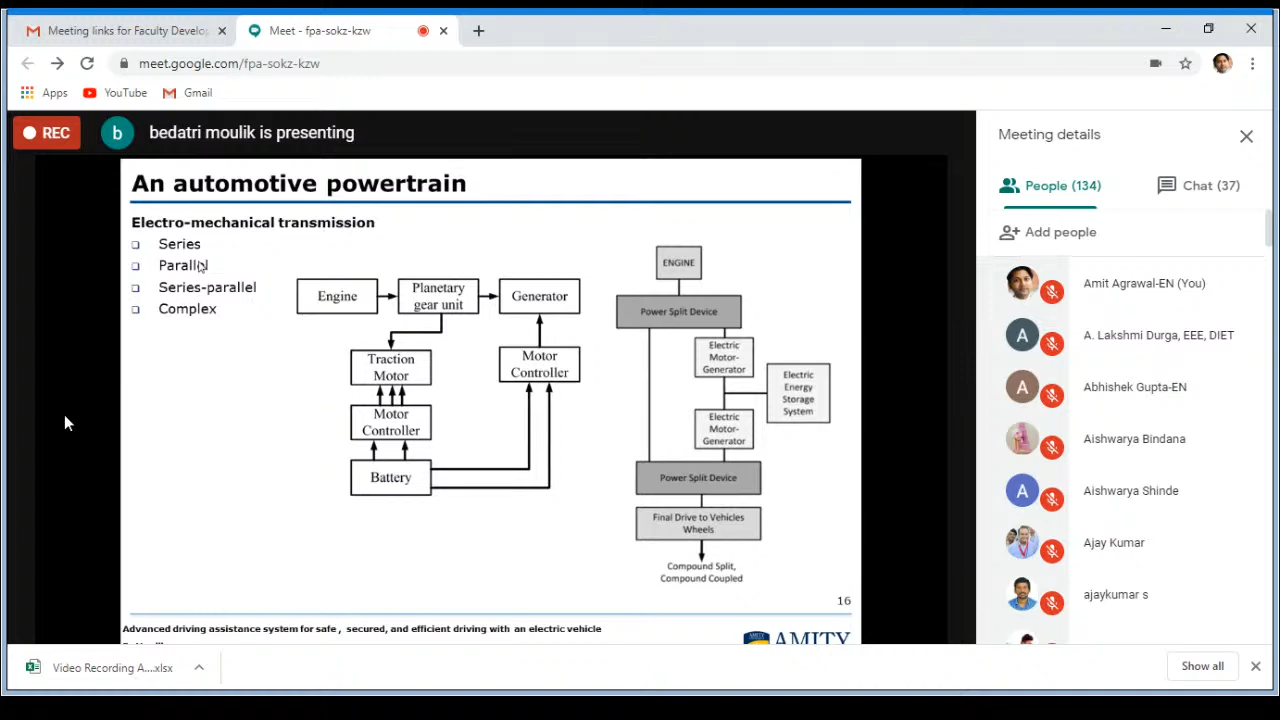 Meeting links for Faculty Develop
Meet - fpa-sokz-kzw
meet.google.com/fpa-sokz-kzw
Apps
YouTube
Gmail
REC
b
bedatri moulik is presenting
An automotive powertrain
Electro-mechanical transmission
Series
Parallel
Series-parallel
Complex
Engine
Planetary
gear unit
Generator
Traction
Motor
Motor
Controller
Motor
Controller
Battery
ENGINE
Power Split Device
Electric
Motor-
Generator
Electric
Energy
Storage
System
Electric
Motor-
Generator
Power Split Device
Final Drive to Vehicles
Wheels
Compound Split,
Compound Coupled
16
Advanced driving assistance system for safe , secured, and efficient driving with an electric vehicle
AMITY
Meeting details
People (134)
Chat (37)
Add people
Amit Agrawal-EN (You)
A
A. Lakshmi Durga, EEE, DIET
A
Abhishek Gupta-EN
Aishwarya Bindana
A
Aishwarya Shinde
Ajay Kumar
ajaykumar s
Video Recording A....xlsx
Show all